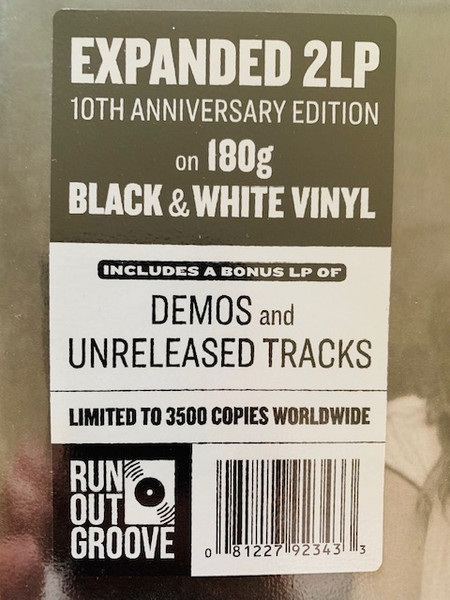 EXPANDED 2LP
10TH ANNIVERSARY EDITION
on 180g
BLACK & WHITE VINYL
INCLUDES A BONUS LP OF
DEMOS and
UNRELEASED TRACKS
LIMITED TO 3500 COPIES WORLDWIDE
RUN
OUT
GROOVE
0 81227 92343 3